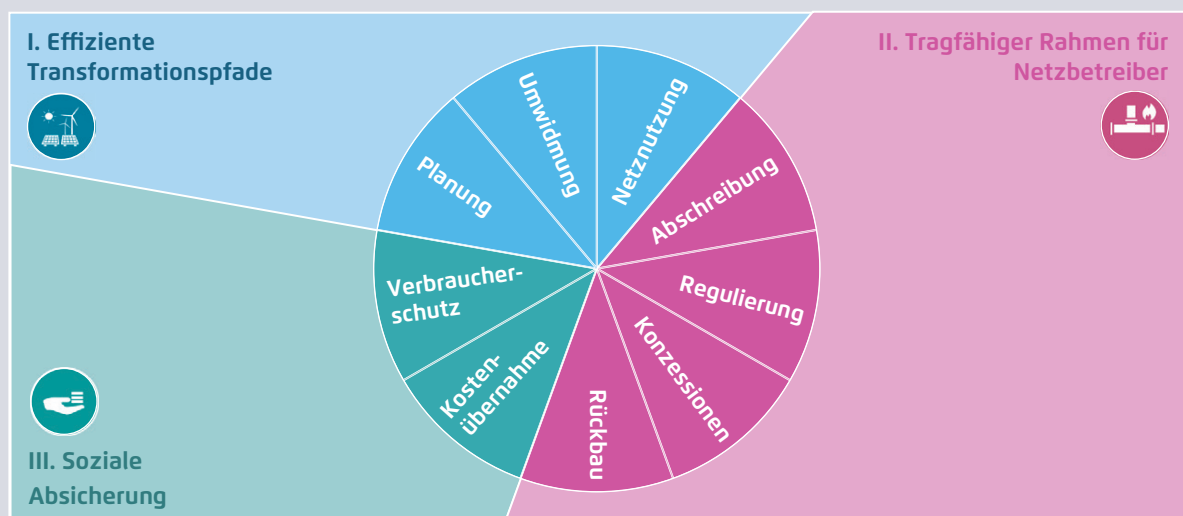 I. Effiziente
Transformationspfade
II. Tragfähiger Rahmen für
Netzbetreiber
Planung
Umwidmung
Netznutzung
Abschreibung
Regulierung
Konzessionen
Rückbau
Kosten-
übernahme
Verbraucher-
schutz
III. Soziale
Absicherung